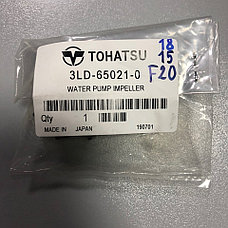 TOHATSU
18
15
F20
3LD-65021-0
WATER PUMP IMPELLER
Qty 1
MADE IN JAPAN 190701